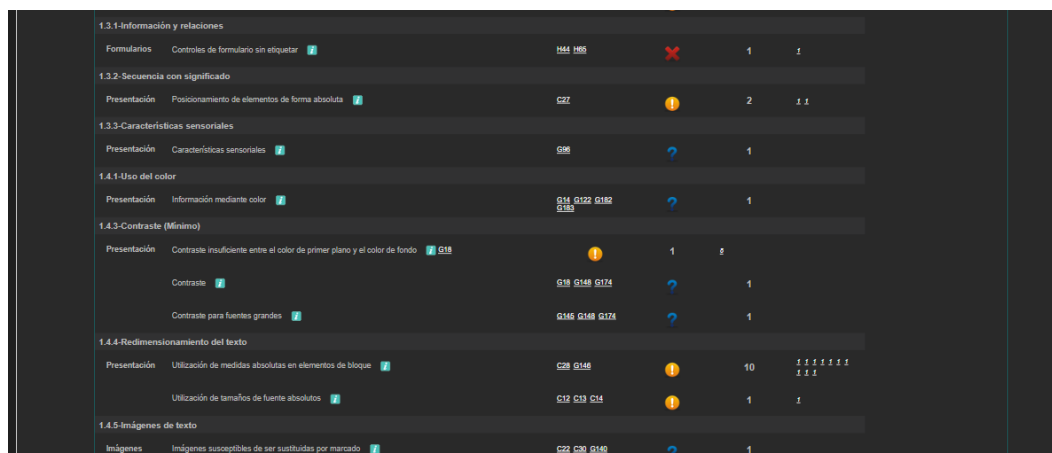 1.3.1-Información y relaciones
Formularios Controles de formulario sin etiquetar i H44 H65 1 1
1.3.2-Secuencia con significado
Presentación Posicionamiento de elementos de forma absoluta i C27 ! 2 1 1
1.3.3-Características sensoriales
Presentación Características sensoriales i G96 ? 1
1.4.1-Uso del color
Presentación Información mediante color i G14 G122 G182 ? 1
G183
1.4.3-Contraste (Mínimo)
Presentación Contraste insuficiente entre el color de primer plano y el color de fondo i G18 ! 1
Contraste i G18 G148 G174 ? 1
Contraste para fuentes grandes i G145 G148 G174 ? 1
1.4.4-Redimensionamiento del texto
Presentación Utilización de medidas absolutas en elementos de bloque i C28 G146 ! 10 1 1 1 1 1 1 1
1 1 1
Utilización de tamaños de fuente absolutos i C12 C13 C14 ! 1 1
1.4.5-Imágenes de texto
Imágenes Imágenes susceptibles de ser sustituidas por marcado i C22 C30 G140 ? 1